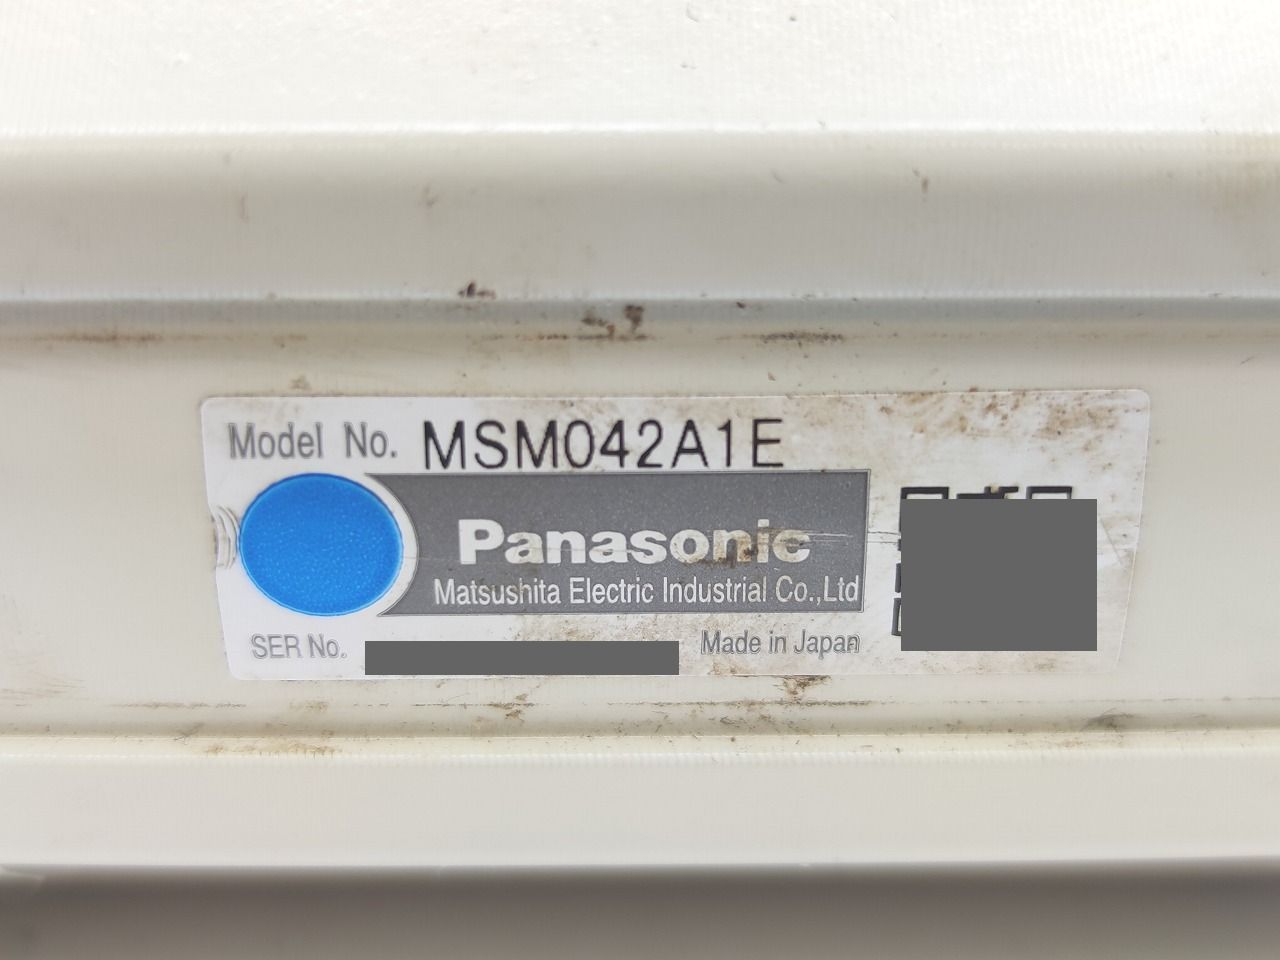 Model No. MSM042A1E
Panasonic
Matsushita Electric Industrial Co.,Ltd
SER No.
Made in Japan